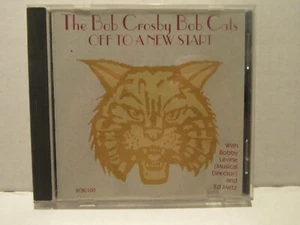 The Bob Crosby Bob Cats
OFF TO A NEW START
With
Bobby
Levine
(Musical
Director)
and
Ed Metz